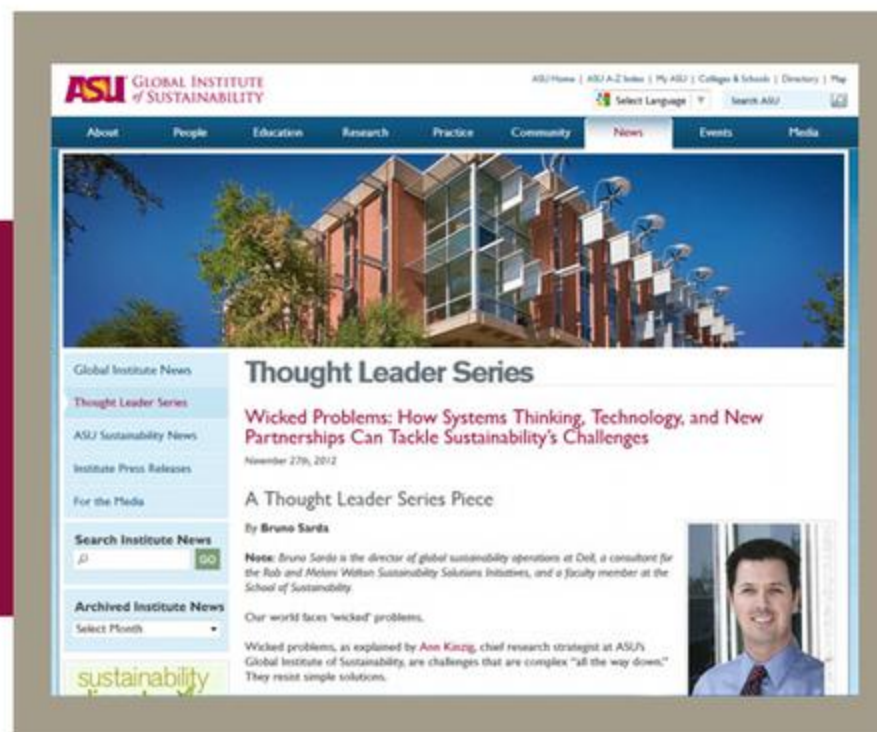 ASU GLOBAL INSTITUTE
of SUSTAINABILITY
ASU Home | ASU A-Z Index | My ASU | Colleges & Schools | Directory | Map
Select Language ▼ Search ASU
About People Education Research Practice Community News Events Media
Global Institute News
Thought Leader Series
ASU Sustainability News
Institute Press Releases
For the Media
Search Institute News
GO
Archived Institute News
Select Month
sustainability
Thought Leader Series
Wicked Problems: How Systems Thinking, Technology, and New
Partnerships Can Tackle Sustainability's Challenges
November 27th, 2012
A Thought Leader Series Piece
By Bruno Sarda
Note: Bruno Sarda is the director of global sustainability operations at Dell, a consultant for
the Rob and Melani Walton Sustainability Solutions Initiatives, and a faculty member at the
School of Sustainability.
Our world faces 'wicked' problems.
Wicked problems, as explained by Ann Kinzig, chief research strategist at ASU's
Global Institute of Sustainability, are challenges that are complex "all the way down."
They resist simple solutions.